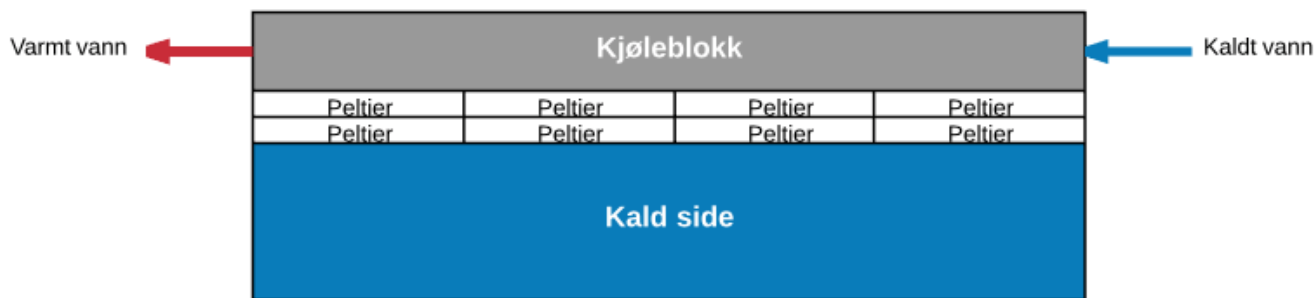 Varmt vann
Kjøleblokk
Kaldt vann
Peltier Peltier Peltier Peltier
Peltier Peltier Peltier Peltier
Kald side